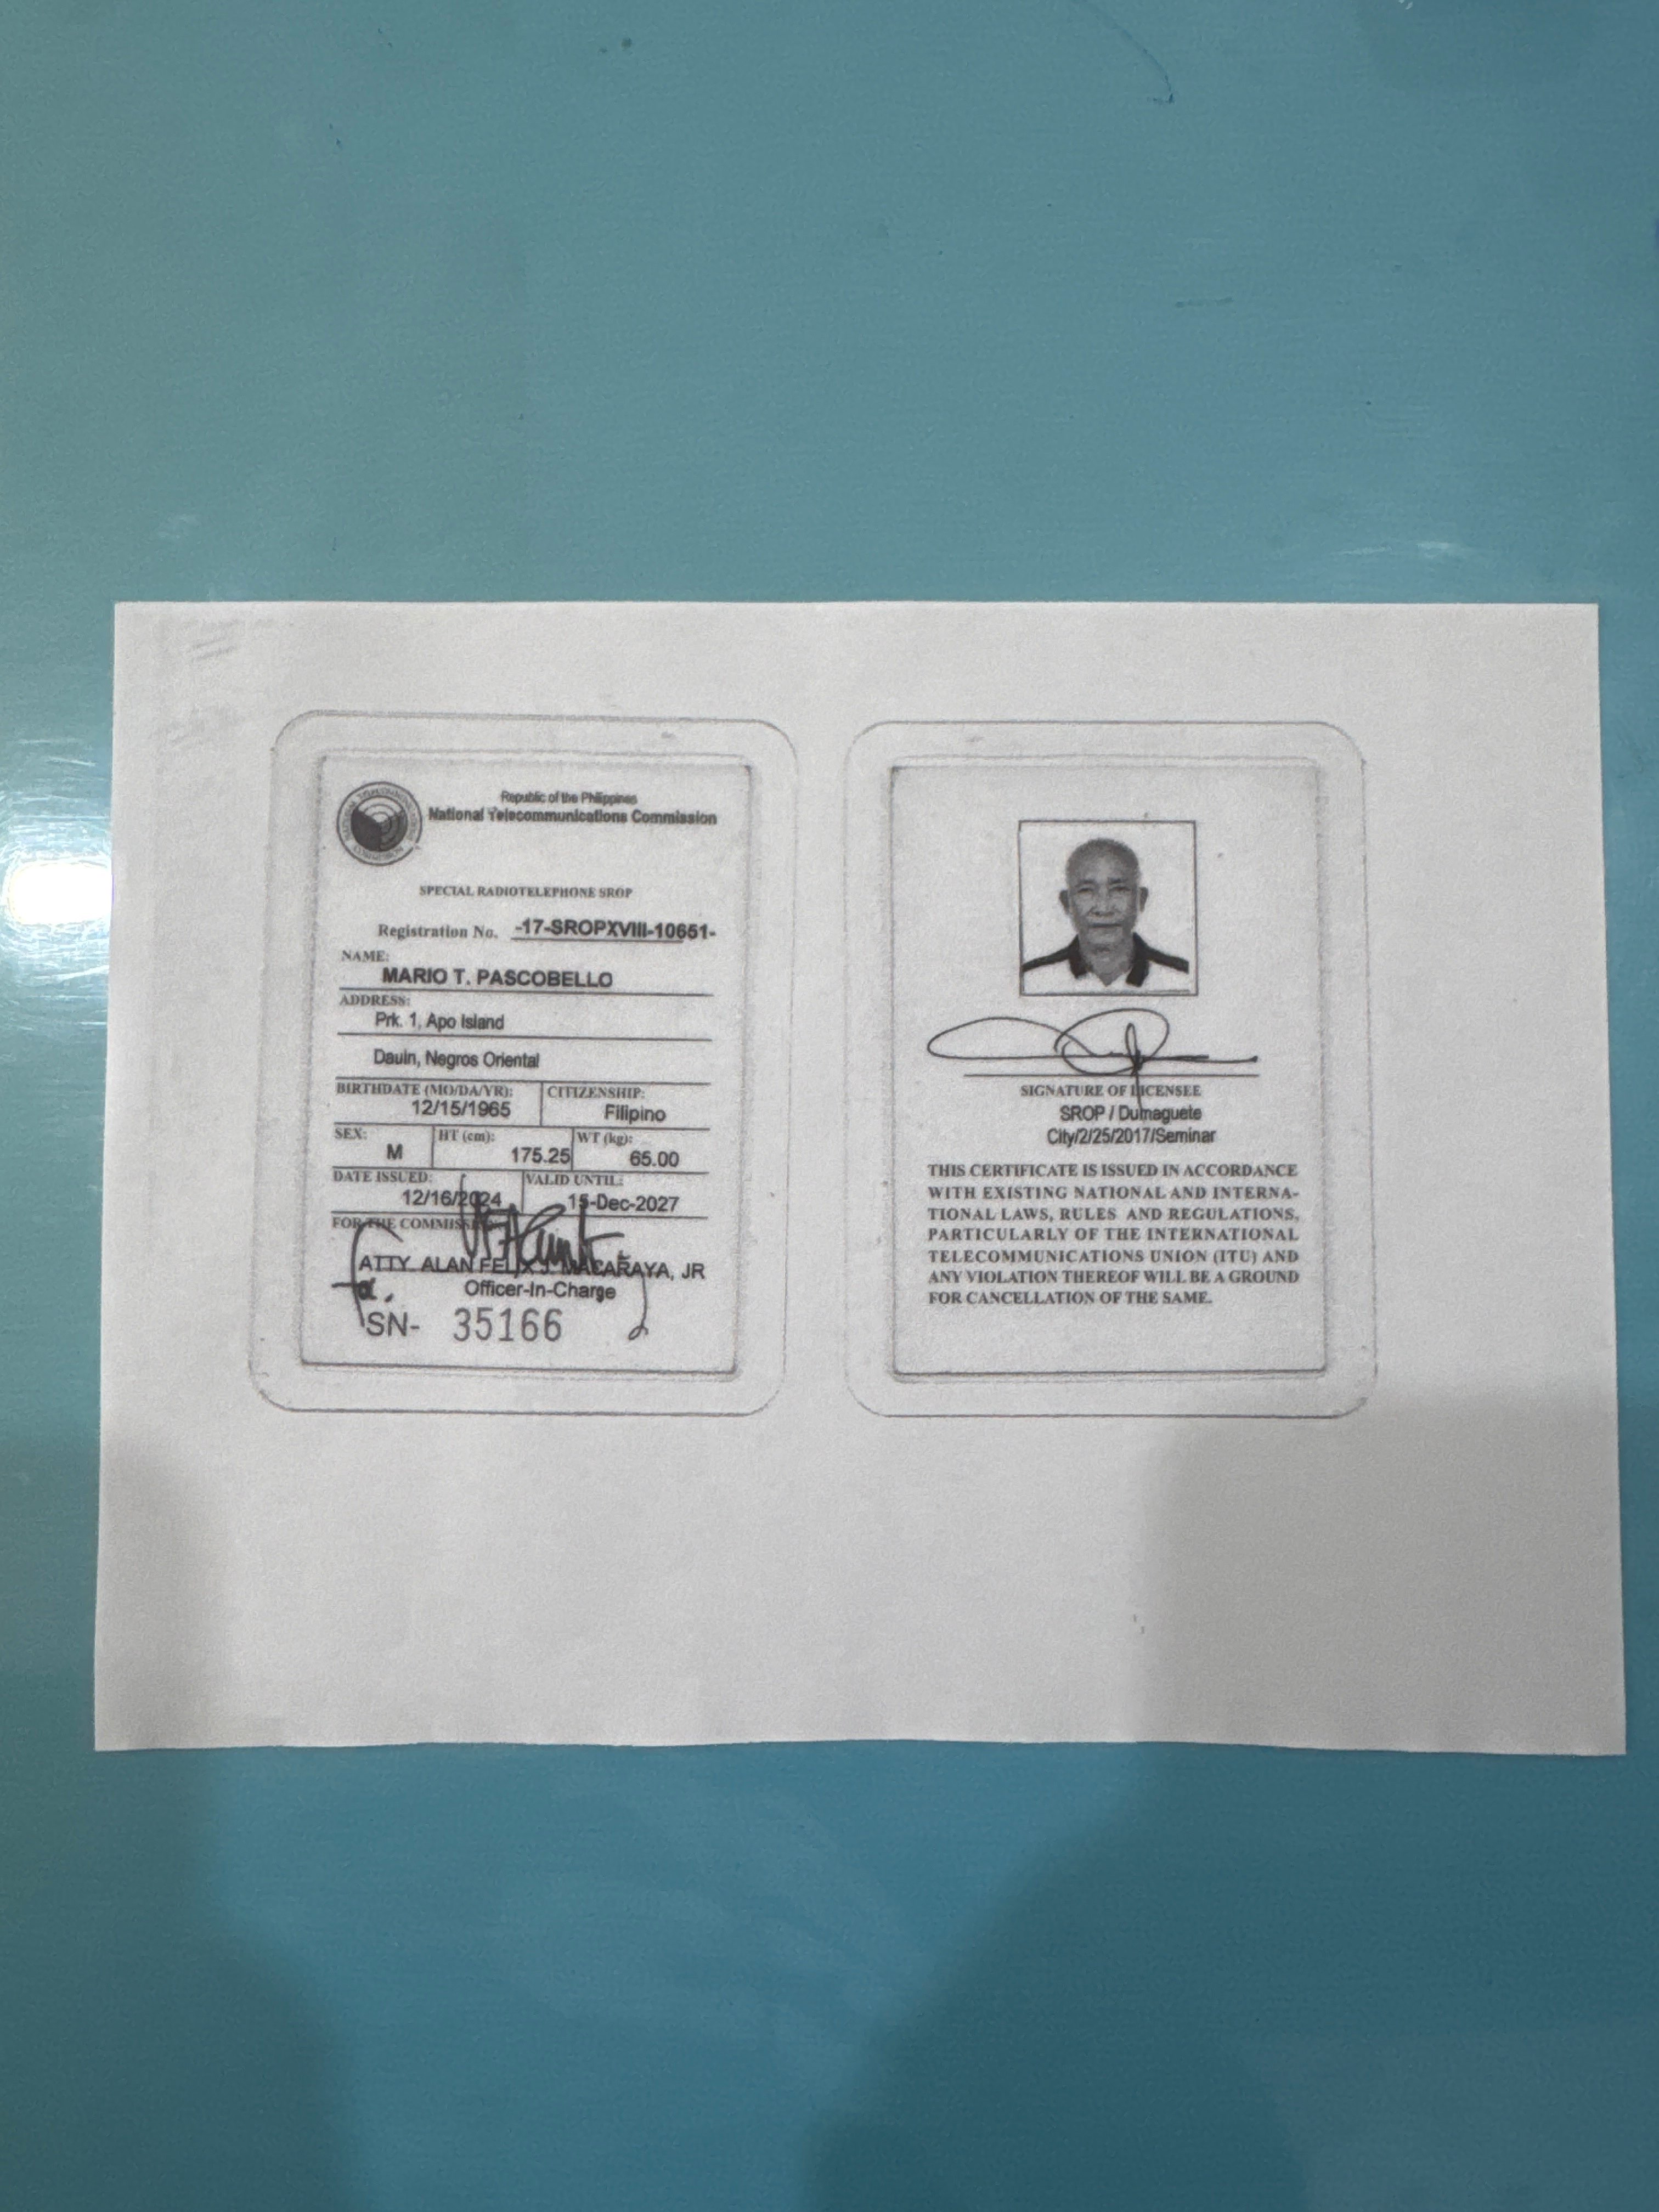 Republic of the Philippines
National Telecommunications Commission
SPECIAL RADIOTELEPHONE SROP
Registration No. -17-SROPXVIII-10651-
NAME:
MARIO T. PASCOBELLO
ADDRESS:
Prk. 1, Apo Island
Dauin, Negros Oriental
BIRTHDATE (MO/DA/YR): CITIZENSHIP:
12/15/1965 Filipino
SEX: HT (cm): WT (kg):
M 175.25 65.00
DATE ISSUED: VALID UNTIL:
12/16/2024 15-Dec-2027
FOR THE COMMISSION:
ATTY ALAN FELIX J. MACARAYA, JR
Officer-In-Charge
SN- 35166
SIGNATURE OF LICENSEE
SROP / Dumaguete
City/2/25/2017/Seminar
THIS CERTIFICATE IS ISSUED IN ACCORDANCE
WITH EXISTING NATIONAL AND INTERNA-
TIONAL LAWS, RULES AND REGULATIONS,
PARTICULARLY OF THE INTERNATIONAL
TELECOMMUNICATIONS UNION (ITU) AND
ANY VIOLATION THEREOF WILL BE A GROUND
FOR CANCELLATION OF THE SAME.